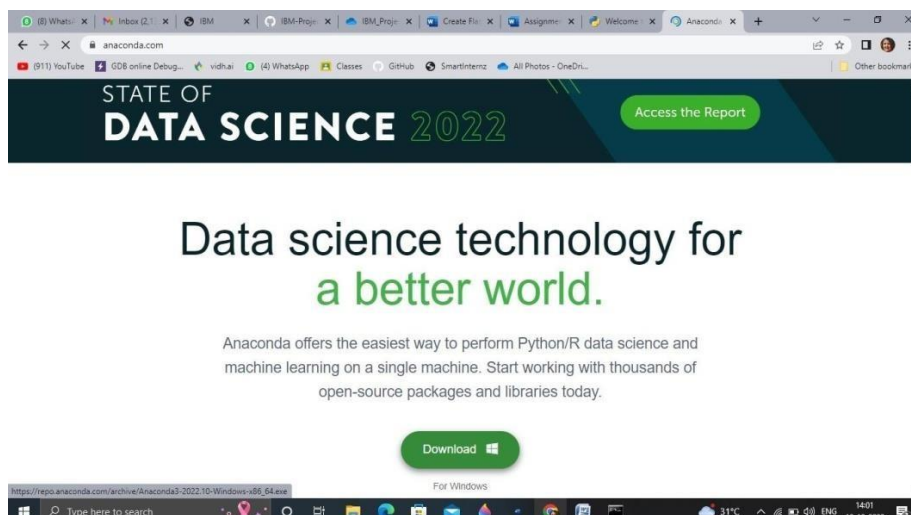 (8) WhatsA
Inbox (2,1
IBM
IBM-Proje
IBM_Proje
Create Flas
Assignmen
Welcome
Anaconda
anaconda.com
(911) YouTube
GDB online Debug...
vidh.ai
(4) WhatsApp
Classes
GitHub
SmartInternz
All Photos - OneDri...
Other bookmar
STATE OF
DATA SCIENCE 2022
Access the Report
Data science technology for
a better world.
Anaconda offers the easiest way to perform Python/R data science and
machine learning on a single machine. Start working with thousands of
open-source packages and libraries today.
Download
For Windows
https://repo.anaconda.com/archive/Anaconda3-2022.10-Windows-x86_64.exe
Type here to search
31°C
ENG
14:01